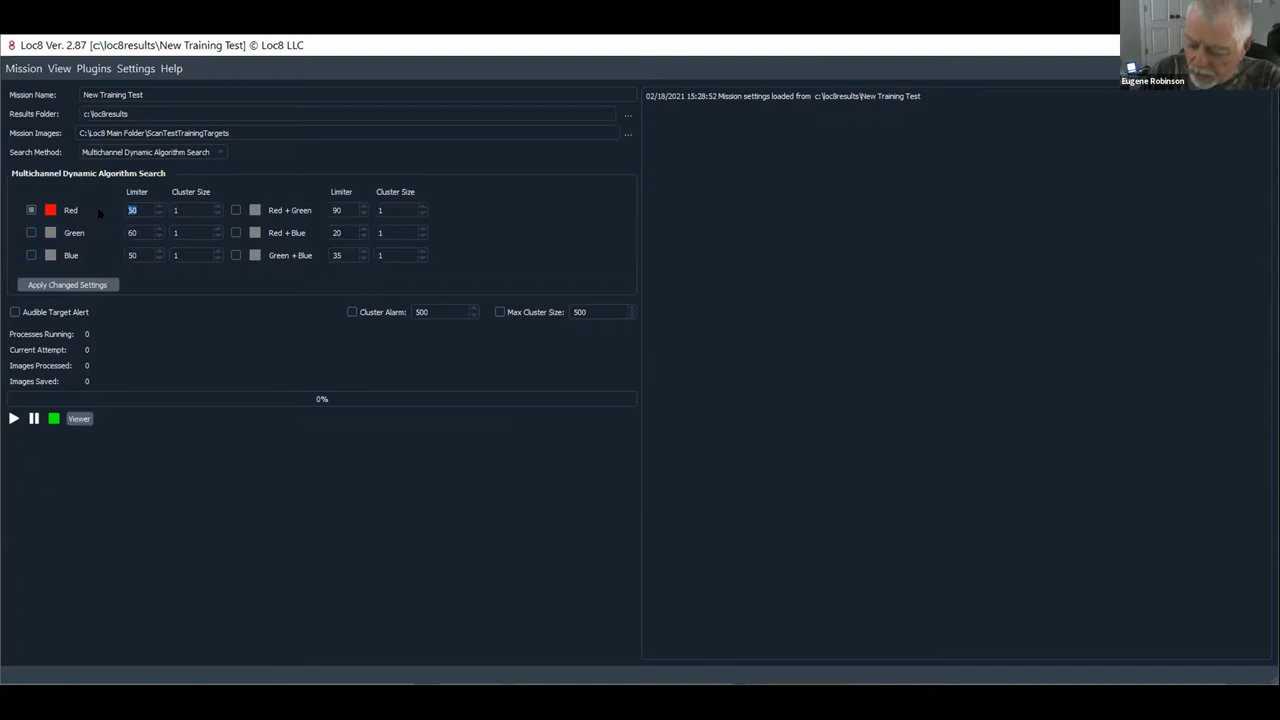 Loc8 Ver. 2.87 [c:\loc8results\New Training Test] © Loc8 LLC
Eugene Robinson
Mission View Plugins Settings Help
Mission Name: New Training Test
Results Folder: c:\loc8results ...
Mission Images: C:\Loc8 Main Folder\ScanTestTrainingTargets ...
Search Method: Multichannel Dynamic Algorithm Search
Multichannel Dynamic Algorithm Search
Limiter Cluster Size Limiter Cluster Size
Red 50 1 Red + Green 90 1
Green 60 1 Red + Blue 20 1
Blue 50 1 Green + Blue 35 1
Apply Changed Settings
Audible Target Alert Cluster Alarm: 500 Max Cluster Size: 500
Processes Running: 0
Current Attempt: 0
Images Processed: 0
Images Saved: 0
0%
Viewer
02/18/2021 15:28:52 Mission settings loaded from c:\loc8results\New Training Test